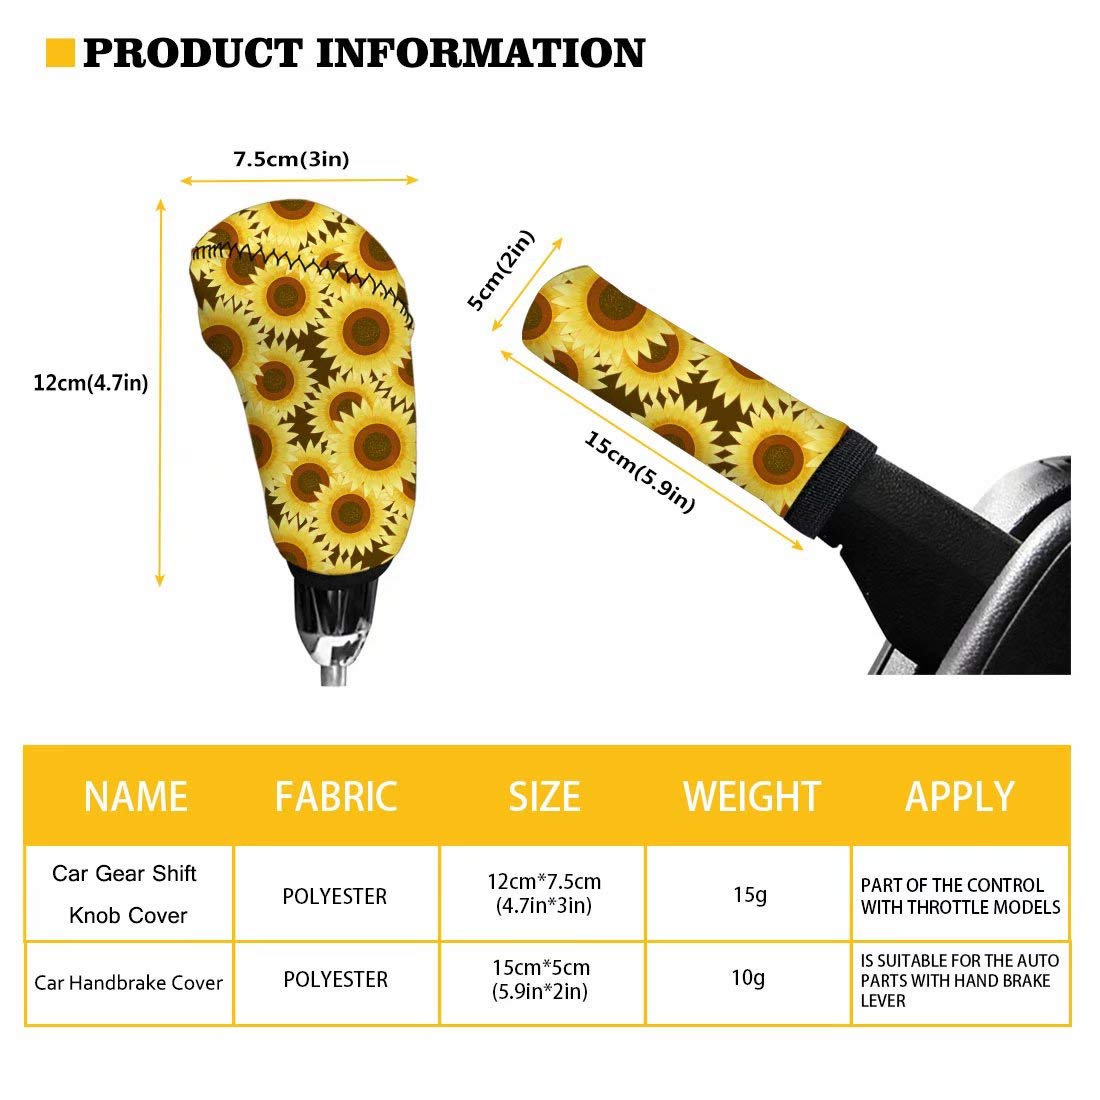 PRODUCT INFORMATION
7.5cm(3in)
12cm(4.7in)
5cm(2in)
15cm(5.9in)
NAME FABRIC SIZE WEIGHT APPLY
Car Gear Shift
Knob Cover
POLYESTER
12cm*7.5cm
(4.7in*3in)
15g
PART OF THE CONTROL
WITH THROTTLE MODELS
Car Handbrake Cover
POLYESTER
15cm*5cm
(5.9in*2in)
10g
IS SUITABLE FOR THE AUTO
PARTS WITH HAND BRAKE
LEVER